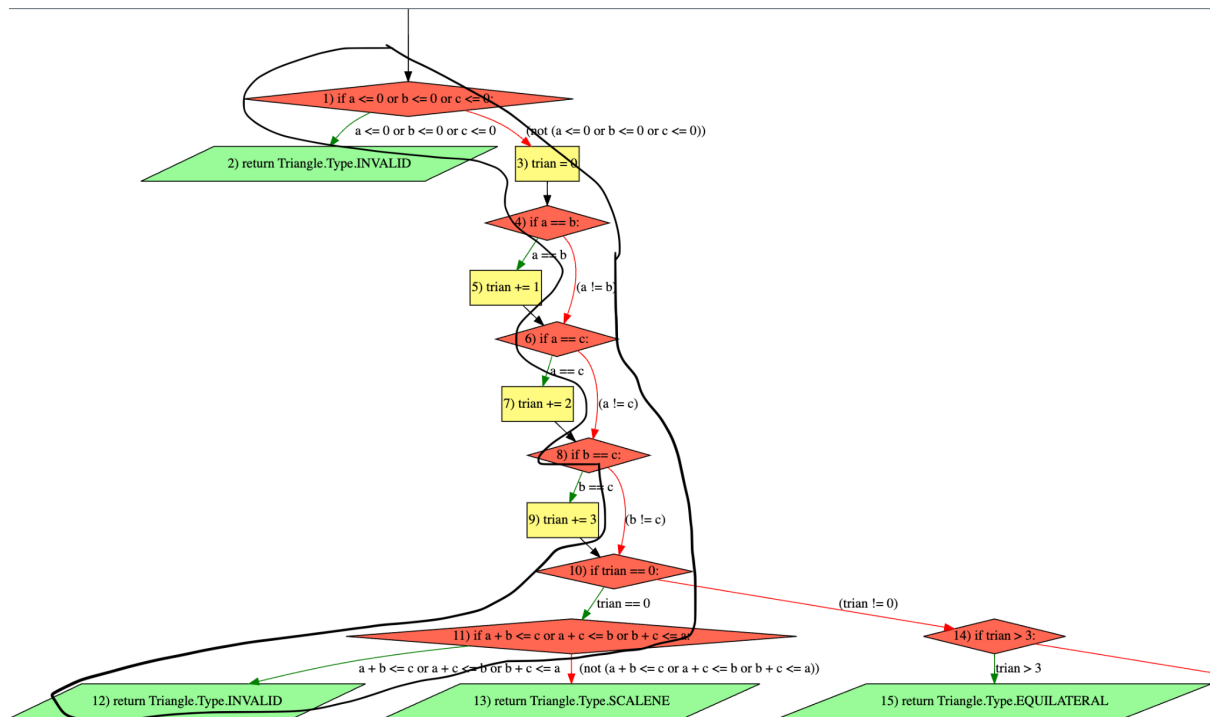 1) if a <= 0 or b <= 0 or c <= 0:
a <= 0 or b <= 0 or c <= 0
(not (a <= 0 or b <= 0 or c <= 0))
2) return Triangle.Type.INVALID
3) trian = 0
4) if a == b:
a == b
5) trian += 1
(a != b)
6) if a == c:
a == c
7) trian += 2
(a != c)
8) if b == c:
b == c
9) trian += 3
(b != c)
10) if trian == 0:
trian == 0
(trian != 0)
11) if a + b <= c or a + c <= b or b + c <= a:
14) if trian > 3:
a + b <= c or a + c <= b or b + c <= a
(not (a + b <= c or a + c <= b or b + c <= a))
trian > 3
12) return Triangle.Type.INVALID
13) return Triangle.Type.SCALENE
15) return Triangle.Type.EQUILATERAL